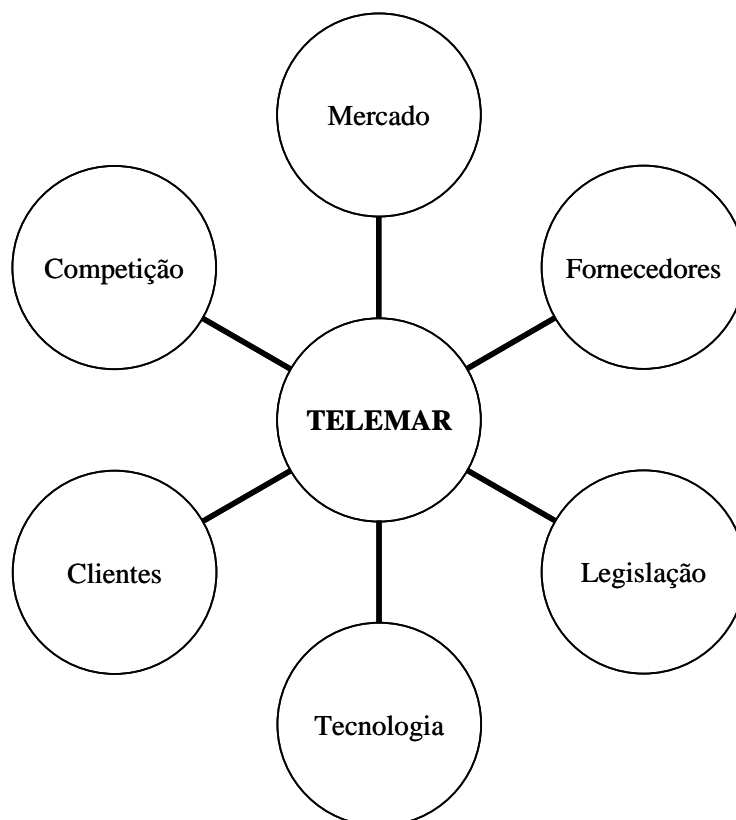 Mercado
Competição
Fornecedores
TELEMAR
Clientes
Legislação
Tecnologia